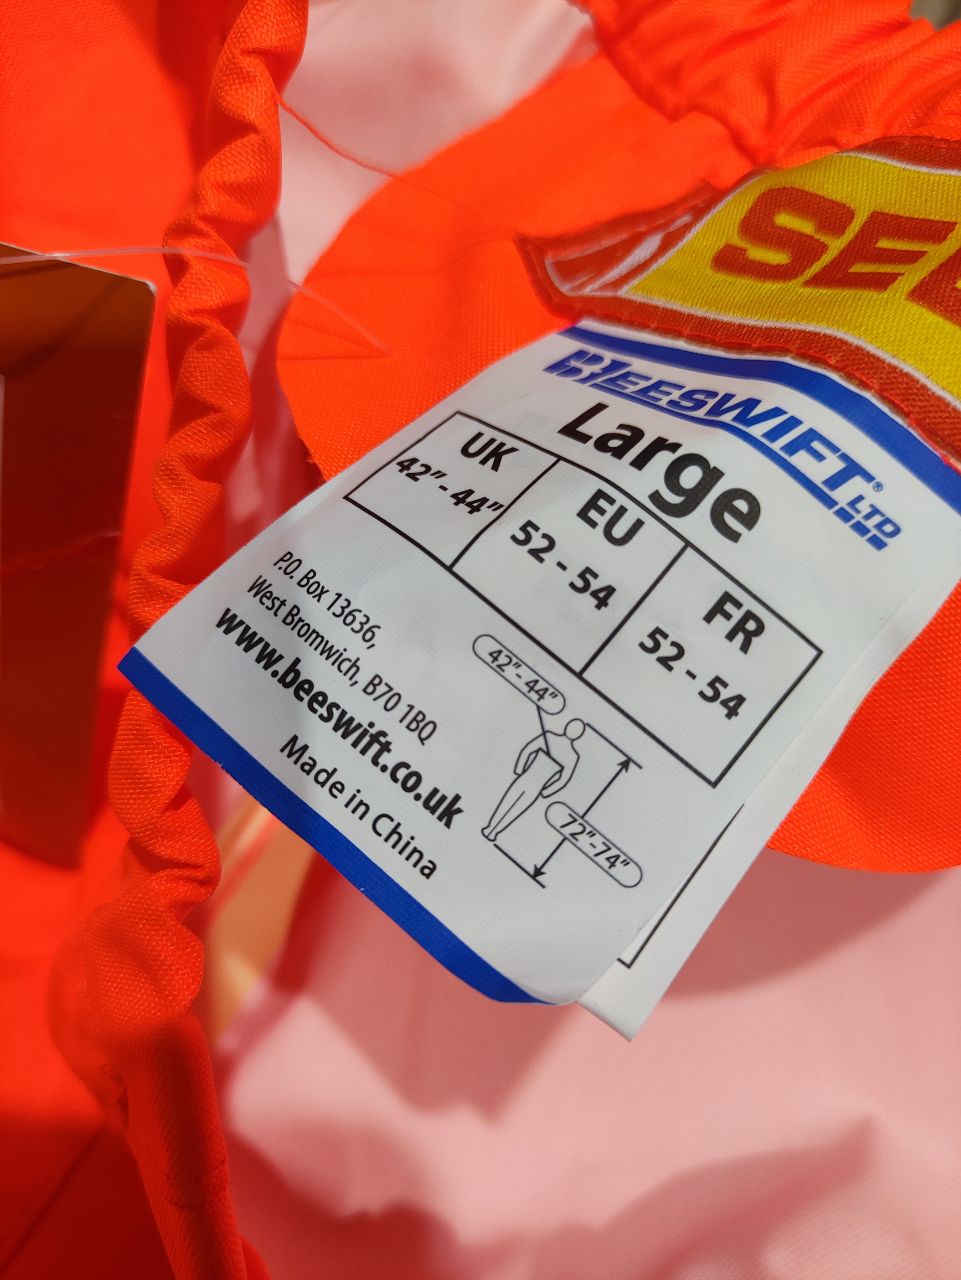 BEESWIFT® LTD
Large
UK EU FR
42"-44" 52-54 52-54
P.O. Box 13636,
West Bromwich, B70 1BQ
www.beeswift.co.uk
Made in China
42"-44"
72"-74"